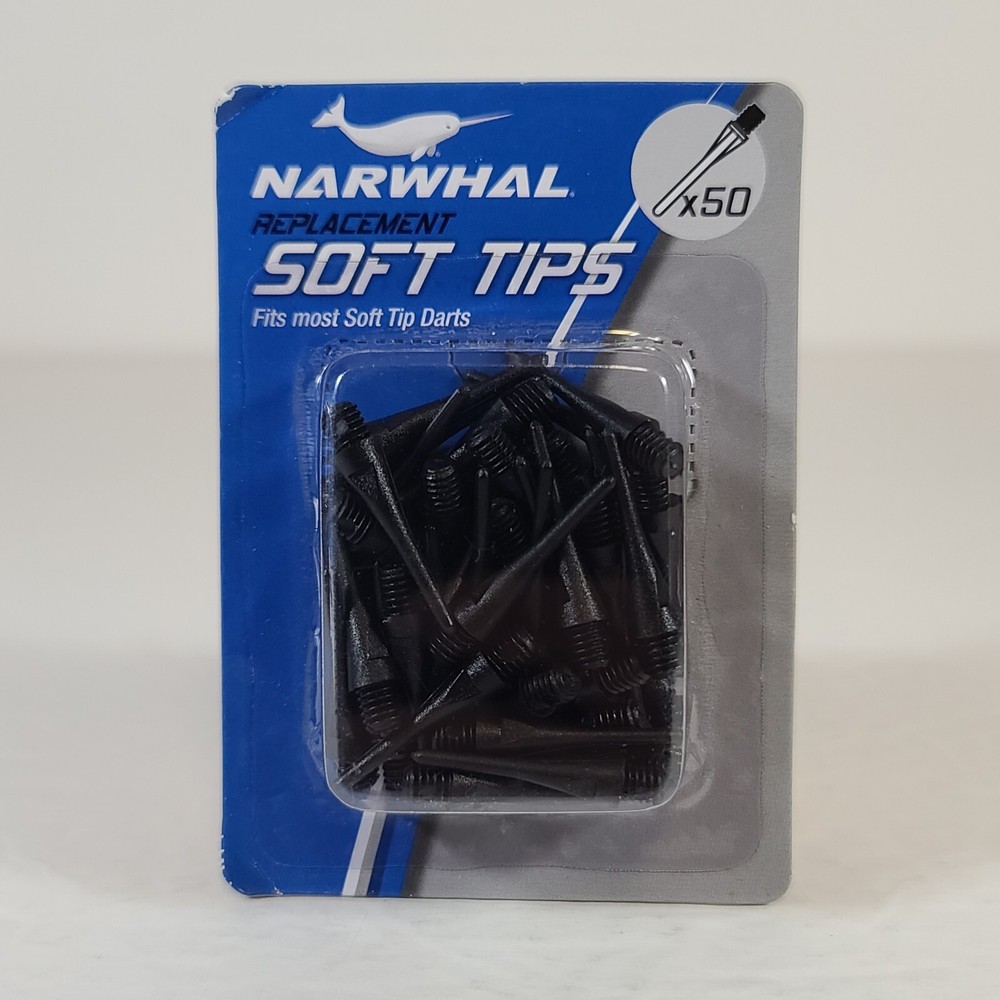 NARWHAL®
REPLACEMENT
SOFT TIPS
Fits most Soft Tip Darts
x50